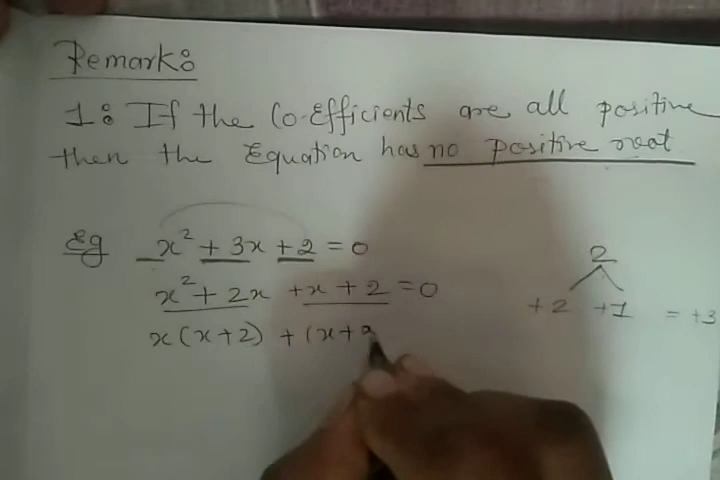 Remark:
1: If the Co-Efficients are all positive
then the Equation has no positive root
Eg x² + 3x + 2 = 0
2
x² + 2x + x + 2 = 0
+2 +1 = +3
x(x+2) + (x+2